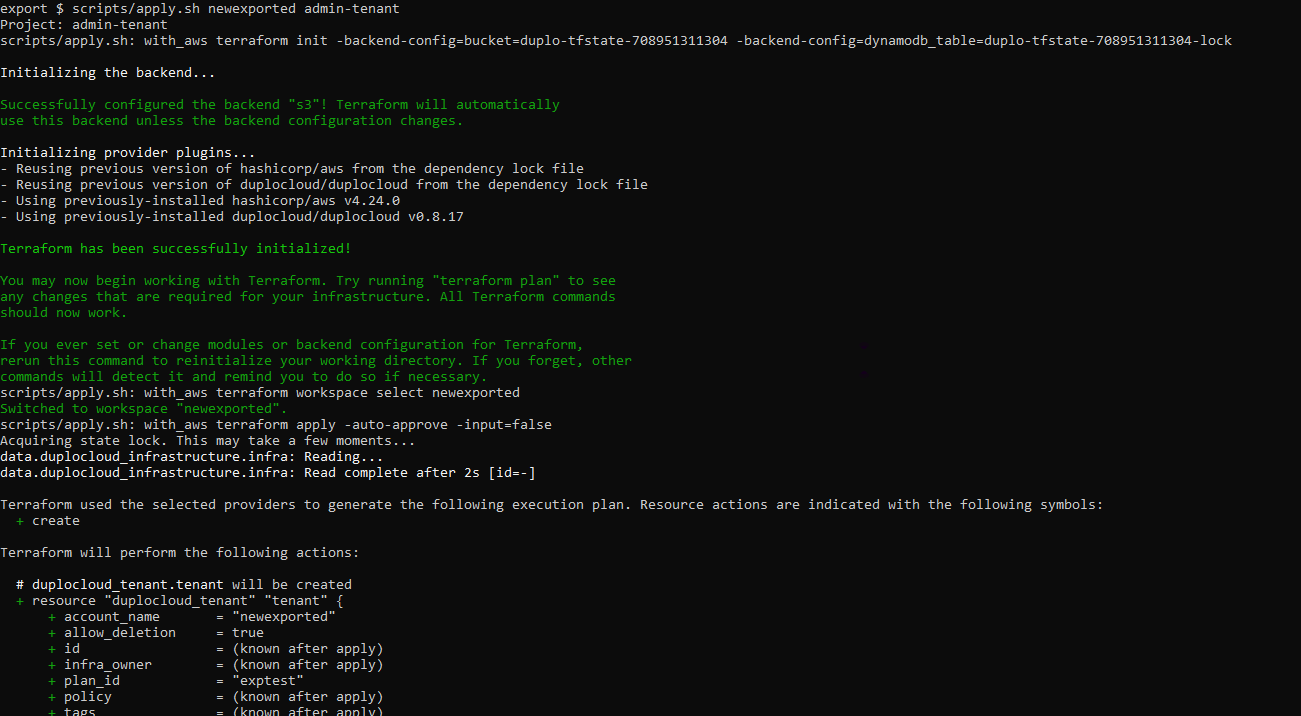 export $ scripts/apply.sh newexported admin-tenant
Project: admin-tenant
scripts/apply.sh: with_aws terraform init -backend-config=bucket=duplo-tfstate-708951311304 -backend-config=dynamodb_table=duplo-tfstate-708951311304-lock
Initializing the backend...
Successfully configured the backend "s3"! Terraform will automatically
use this backend unless the backend configuration changes.
Initializing provider plugins...
- Reusing previous version of hashicorp/aws from the dependency lock file
- Reusing previous version of duplocloud/duplocloud from the dependency lock file
- Using previously-installed hashicorp/aws v4.24.0
- Using previously-installed duplocloud/duplocloud v0.8.17
Terraform has been successfully initialized!
You may now begin working with Terraform. Try running "terraform plan" to see
any changes that are required for your infrastructure. All Terraform commands
should now work.
If you ever set or change modules or backend configuration for Terraform,
rerun this command to reinitialize your working directory. If you forget, other
commands will detect it and remind you to do so if necessary.
scripts/apply.sh: with_aws terraform workspace select newexported
Switched to workspace "newexported".
scripts/apply.sh: with_aws terraform apply -auto-approve -input=false
Acquiring state lock. This may take a few moments...
data.duplocloud_infrastructure.infra: Reading...
data.duplocloud_infrastructure.infra: Read complete after 2s [id=-]
Terraform used the selected providers to generate the following execution plan. Resource actions are indicated with the following symbols:
+ create
Terraform will perform the following actions:
# duplocloud_tenant.tenant will be created
+ resource "duplocloud_tenant" "tenant" {
+ account_name = "newexported"
+ allow_deletion = true
+ id = (known after apply)
+ infra_owner = (known after apply)
+ plan_id = "exptest"
+ policy = (known after apply)
+ tags = (known after apply)